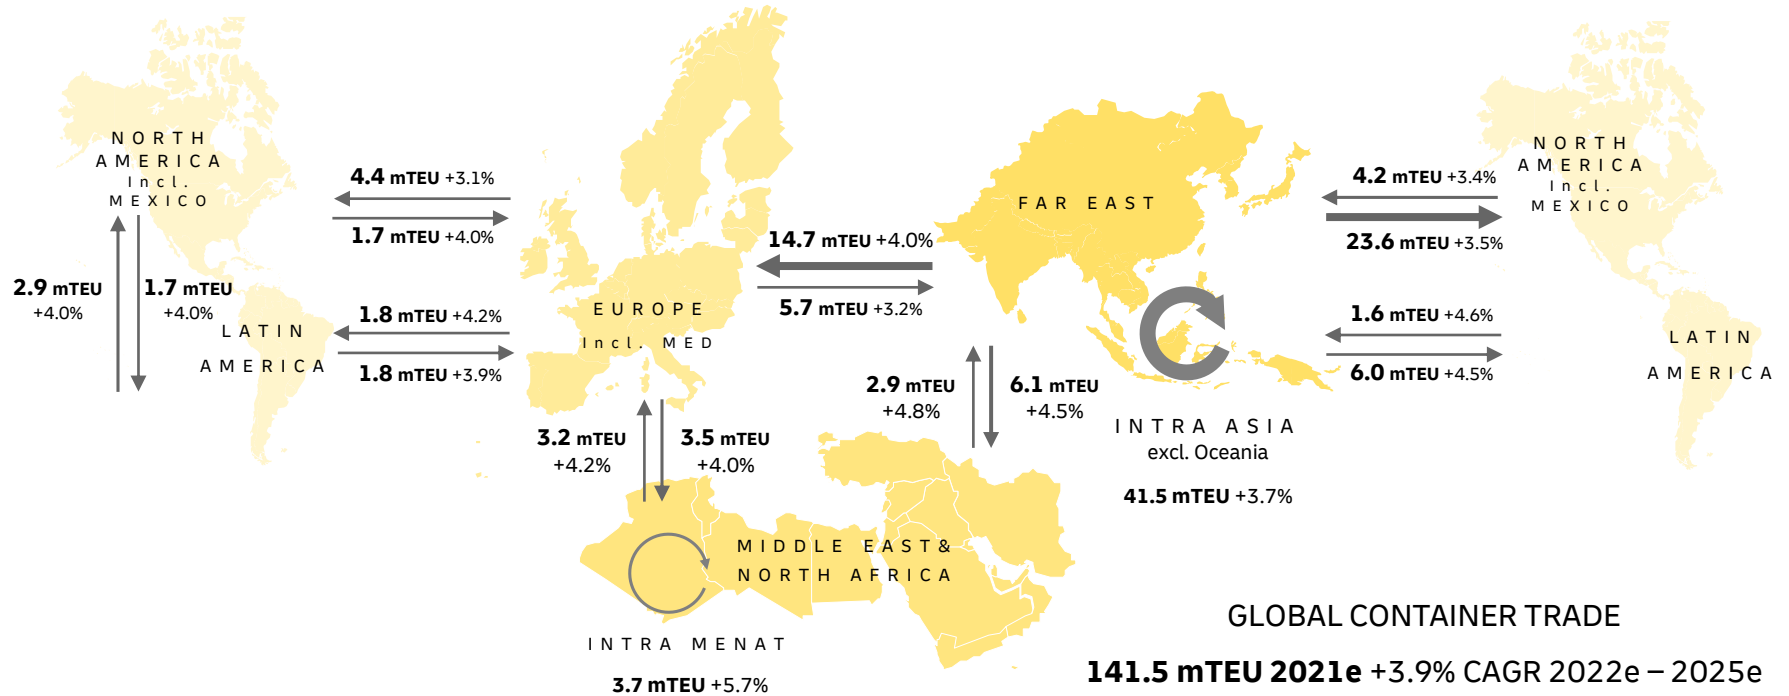 NORTH
AMERICA
Incl.
MEXICO
4.4 mTEU +3.1%
1.7 mTEU +4.0%
2.9 mTEU
+4.0%
1.7 mTEU
+4.0%
LATIN
AMERICA
1.8 mTEU +4.2%
1.8 mTEU +3.9%
EUROPE
Incl. MED
14.7 mTEU +4.0%
5.7 mTEU +3.2%
FAR EAST
4.2 mTEU +3.4%
23.6 mTEU +3.5%
NORTH
AMERICA
Incl.
MEXICO
1.6 mTEU +4.6%
6.0 mTEU +4.5%
LATIN
AMERICA
3.2 mTEU
+4.2%
3.5 mTEU
+4.0%
2.9 mTEU
+4.8%
6.1 mTEU
+4.5%
INTRA ASIA
excl. Oceania
41.5 mTEU +3.7%
MIDDLE EAST&
NORTH AFRICA
INTRA MENAT
3.7 mTEU +5.7%
GLOBAL CONTAINER TRADE
141.5 mTEU 2021e +3.9% CAGR 2022e – 2025e